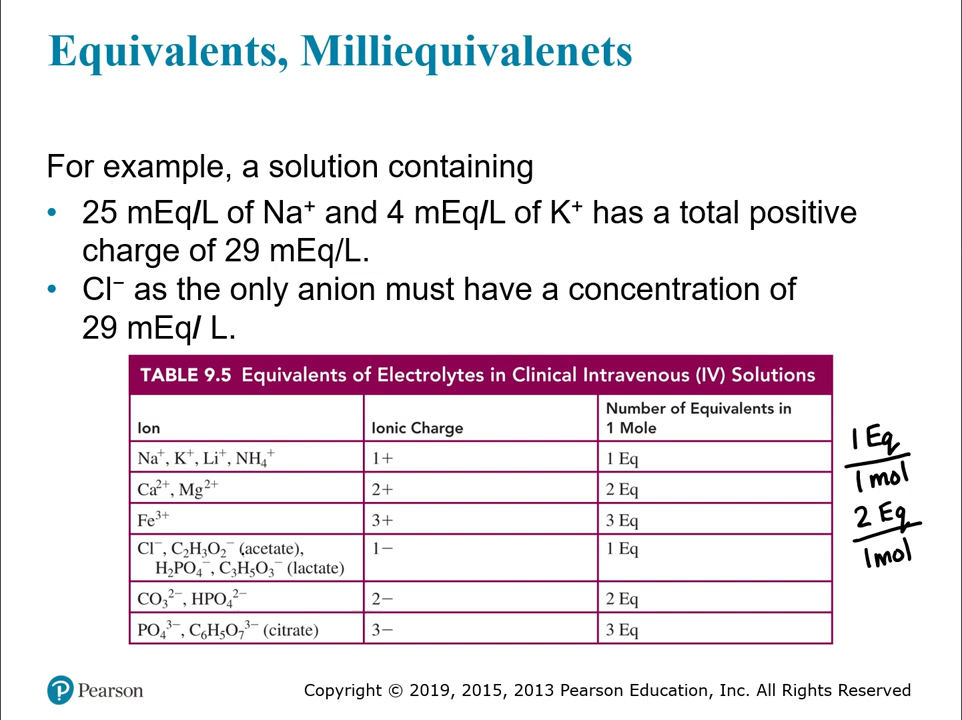 Equivalents, Milliequivalenets
For example, a solution containing
• 25 mEq/L of Na⁺ and 4 mEq/L of K⁺ has a total positive
charge of 29 mEq/L.
• Cl⁻ as the only anion must have a concentration of
29 mEq/ L.
TABLE 9.5 Equivalents of Electrolytes in Clinical Intravenous (IV) Solutions
Ion Ionic Charge Number of Equivalents in
1 Mole
Na⁺, K⁺, Li⁺, NH₄⁺ 1+ 1 Eq
Ca²⁺, Mg²⁺ 2+ 2 Eq
Fe³⁺ 3+ 3 Eq
Cl⁻, C₂H₃O₂⁻ (acetate), 1− 1 Eq
H₂PO₄⁻, C₃H₅O₃⁻ (lactate)
CO₃²⁻, HPO₄²⁻ 2− 2 Eq
PO₄³⁻, C₆H₅O₇³⁻ (citrate) 3− 3 Eq
1 Eq
1 mol
2 Eq
1 mol
P Pearson
Copyright © 2019, 2015, 2013 Pearson Education, Inc. All Rights Reserved